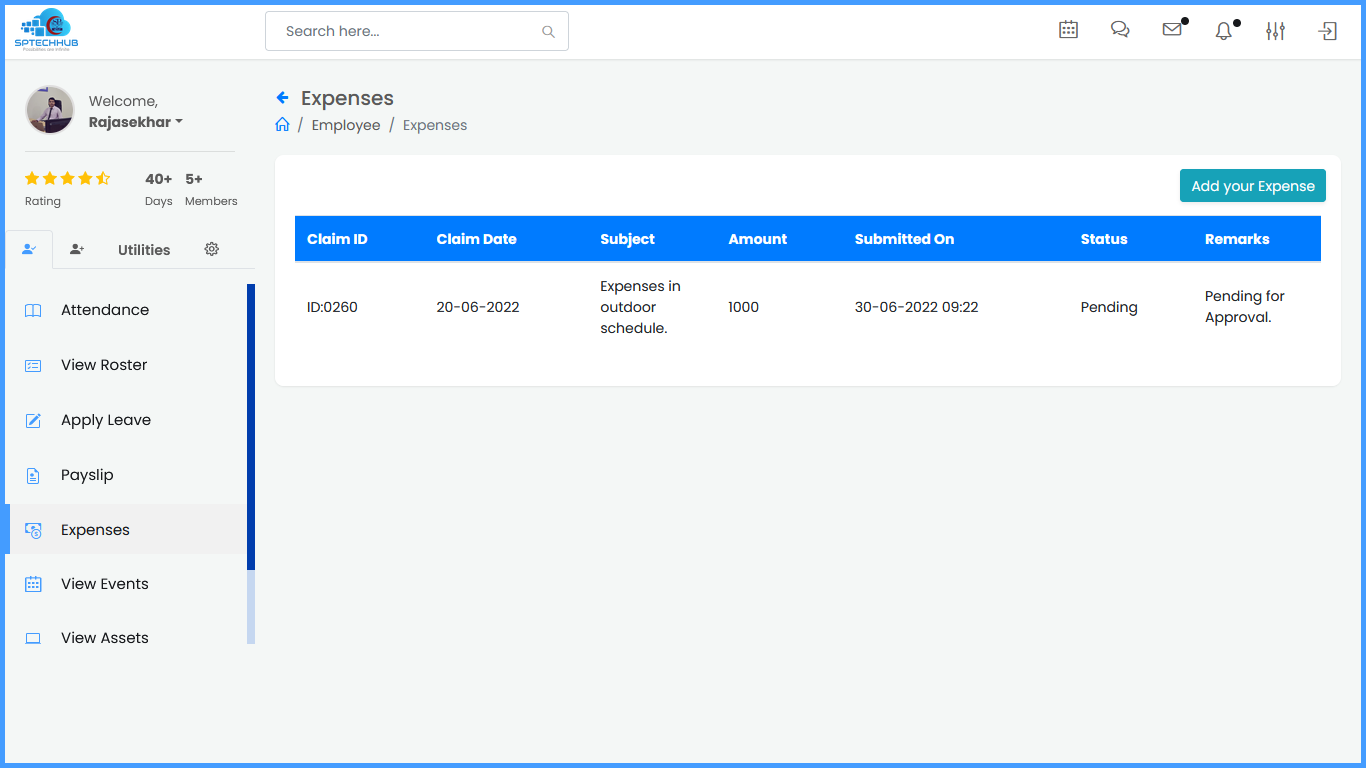 SPTECHHUB
Possibilities are infinite
Search here...
Welcome,
Rajasekhar
40+ 5+
Rating Days Members
Utilities
Attendance
View Roster
Apply Leave
Payslip
Expenses
View Events
View Assets
Expenses
/ Employee / Expenses
Add your Expense
Claim ID Claim Date Subject Amount Submitted On Status Remarks
ID:0260 20-06-2022 Expenses in outdoor schedule. 1000 30-06-2022 09:22 Pending Pending for Approval.